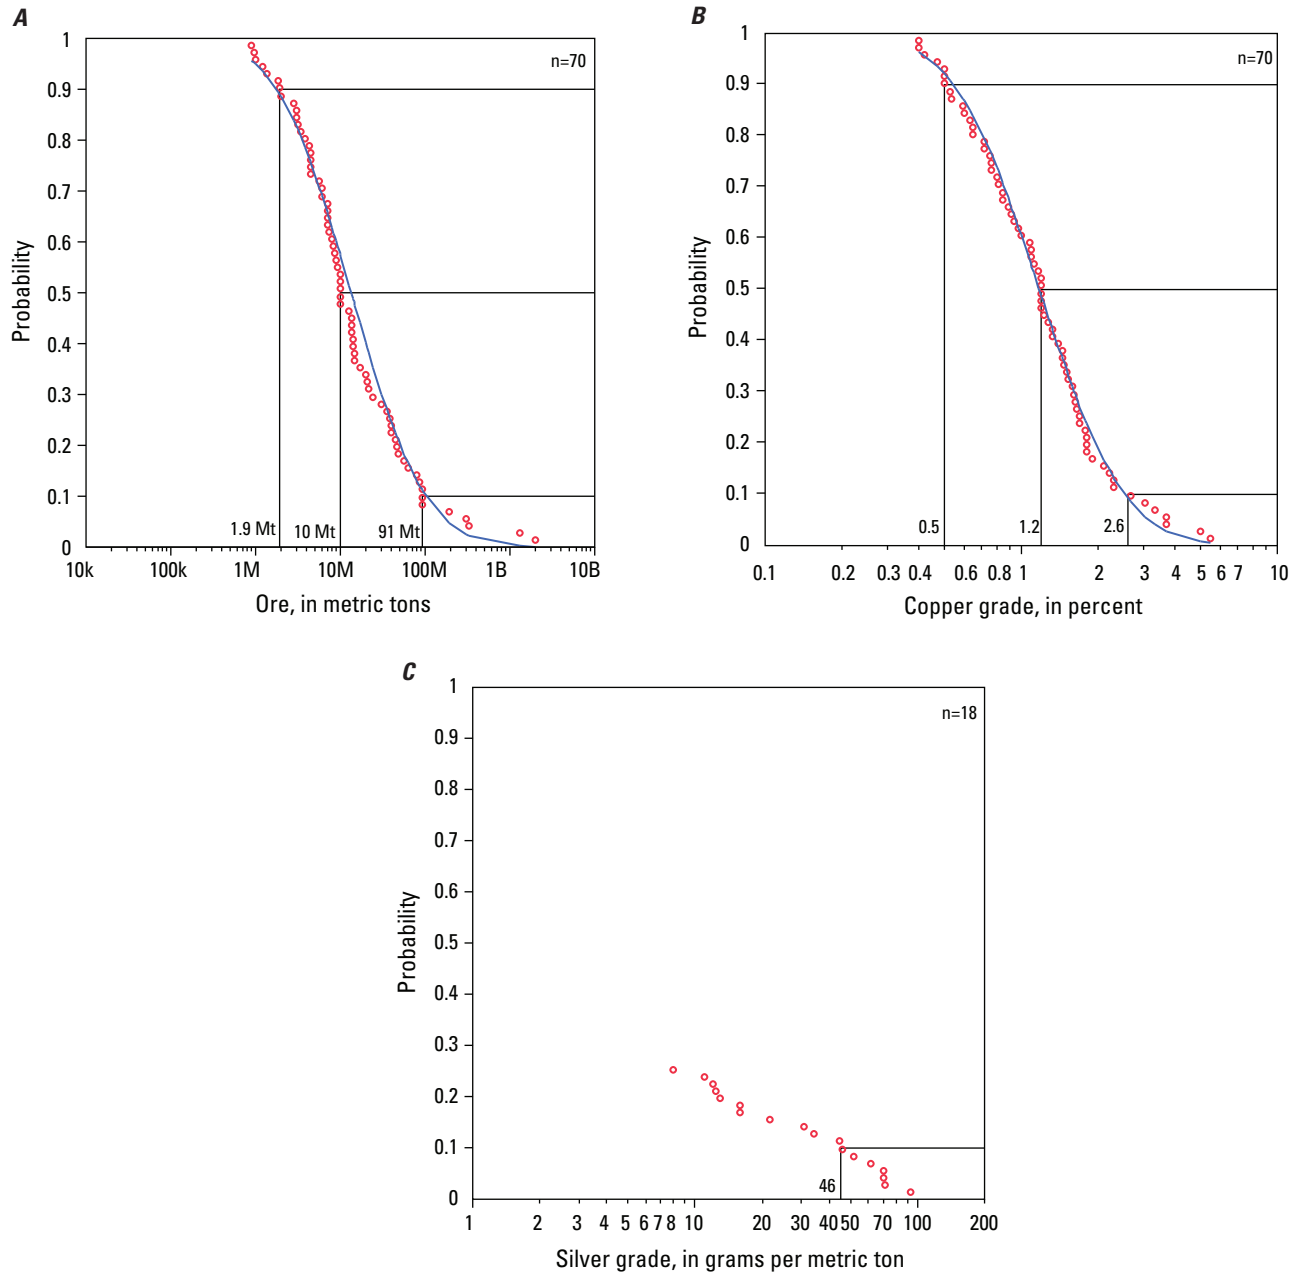 A
1
0.9
0.8
0.7
0.6
0.5
0.4
0.3
0.2
0.1
0
Probability
n=70
1.9 Mt
10 Mt
91 Mt
10k 100k 1M 10M 100M 1B 10B
Ore, in metric tons
B
1
0.9
0.8
0.7
0.6
0.5
0.4
0.3
0.2
0.1
0
Probability
n=70
0.5
1.2
2.6
0.1 0.2 0.3 0.4 0.6 0.8 1 2 3 4 5 6 7 10
Copper grade, in percent
C
1
0.9
0.8
0.7
0.6
0.5
0.4
0.3
0.2
0.1
0
Probability
n=18
46
1 2 3 4 5 6 7 8 10 20 30 40 50 70 100 200
Silver grade, in grams per metric ton